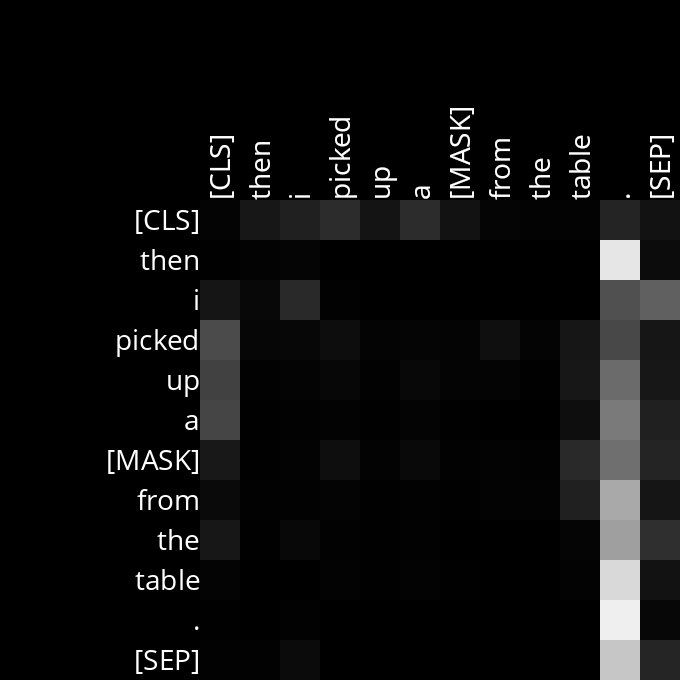 [CLS] then i picked up a [MASK] from the table . [SEP]
[CLS]
then
i
picked
up
a
[MASK]
from
the
table
.
[SEP]